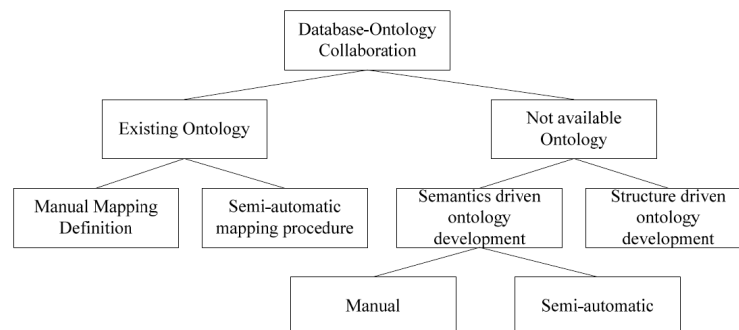 Database-Ontology
Collaboration
Existing Ontology
Not available
Ontology
Manual Mapping
Definition
Semi-automatic
mapping procedure
Semantics driven
ontology
development
Structure driven
ontology
development
Manual
Semi-automatic